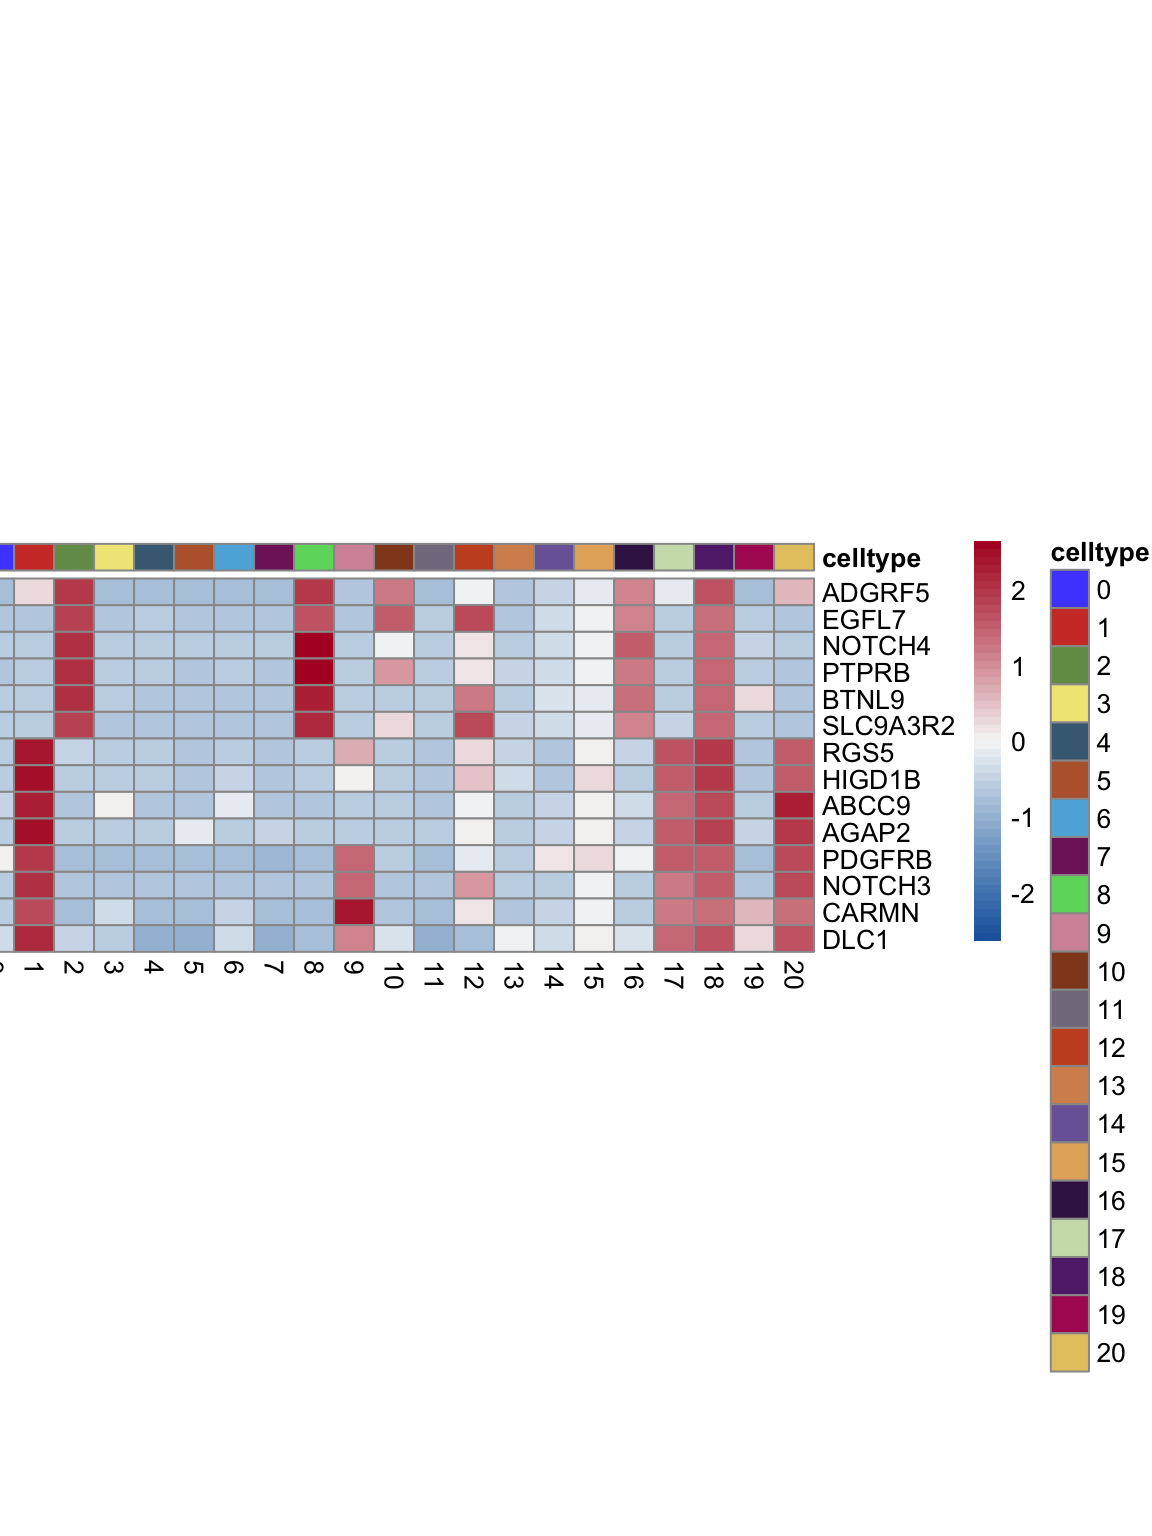 celltype
ADGRF5
EGFL7
NOTCH4
PTPRB
BTNL9
SLC9A3R2
RGS5
HIGD1B
ABCC9
AGAP2
PDGFRB
NOTCH3
CARMN
DLC1
1 2 3 4 5 6 7 8 9 10 11 12 13 14 15 16 17 18 19 20
2
1
0
-1
-2
celltype
0
1
2
3
4
5
6
7
8
9
10
11
12
13
14
15
16
17
18
19
20